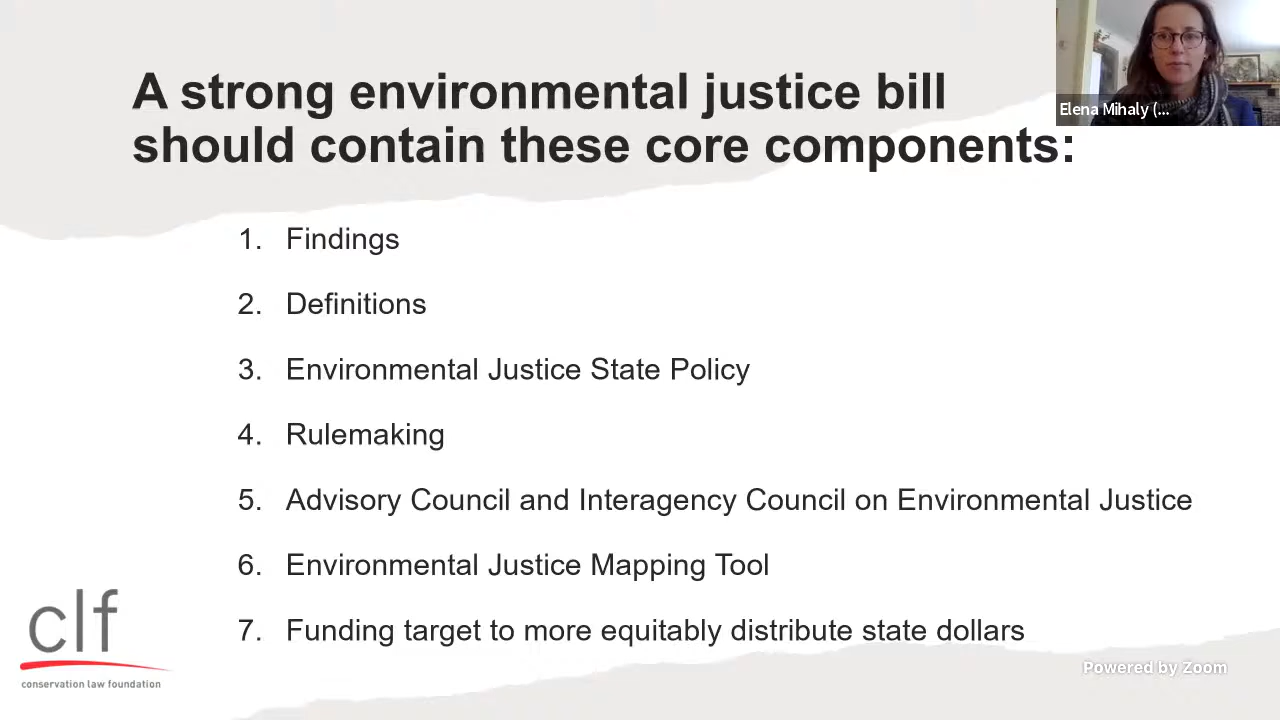 A strong environmental justice bill
should contain these core components:
Elena Mihaly (...
1. Findings
2. Definitions
3. Environmental Justice State Policy
4. Rulemaking
5. Advisory Council and Interagency Council on Environmental Justice
6. Environmental Justice Mapping Tool
7. Funding target to more equitably distribute state dollars
clf
conservation law foundation
Powered by Zoom